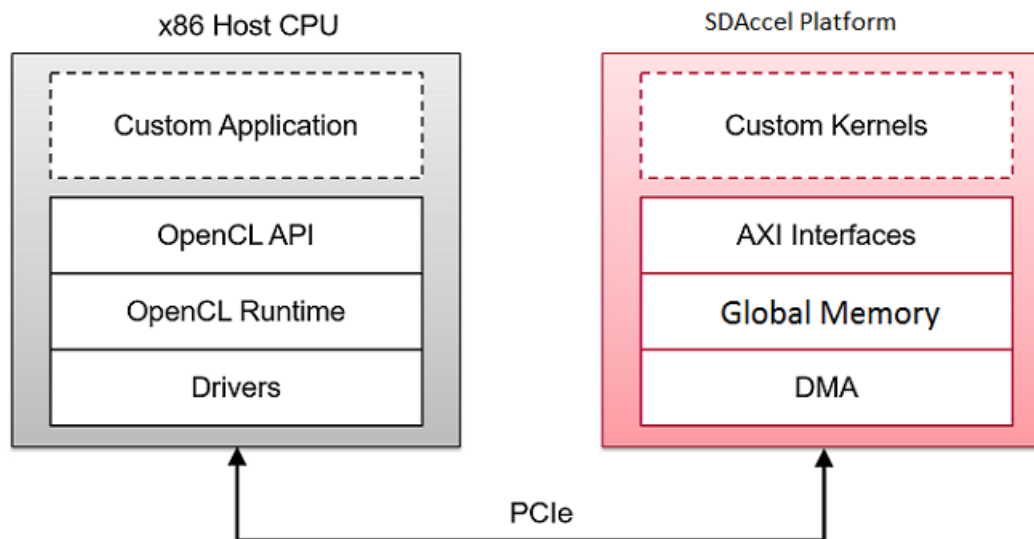 x86 Host CPU
Custom Application
OpenCL API
OpenCL Runtime
Drivers
SDAccel Platform
Custom Kernels
AXI Interfaces
Global Memory
DMA
PCIe